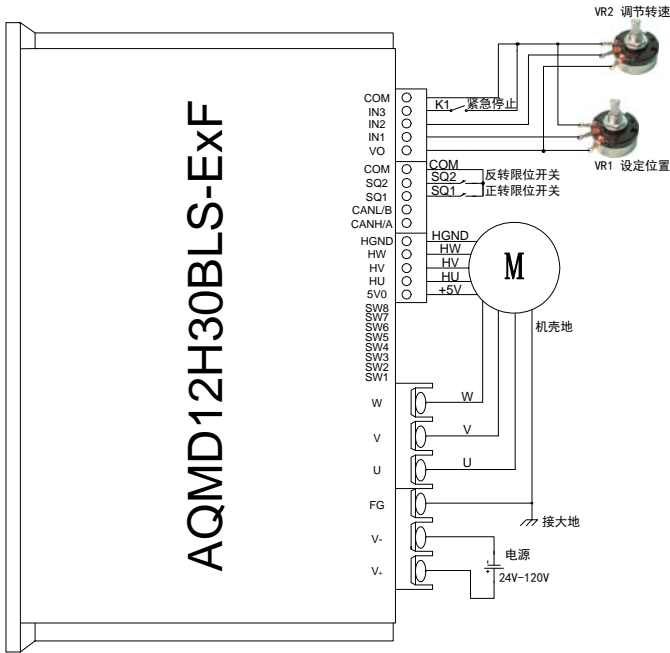 VR2 调节转速
VR1 设定位置
AQMD12H30BLS-ExF
COM
IN3 K1 紧急停止
IN2
IN1
VO
COM COM
SQ2 SQ2 反转限位开关
SQ1 SQ1 正转限位开关
CANL/B
CANH/A
HGND HGND
HW HW
HV HV
HU HU
5V0 +5V
M
机壳地
SW8
SW7
SW6
SW5
SW4
SW3
SW2
SW1
W W
V V
U U
FG
接大地
V-
V+
电源
24V-120V